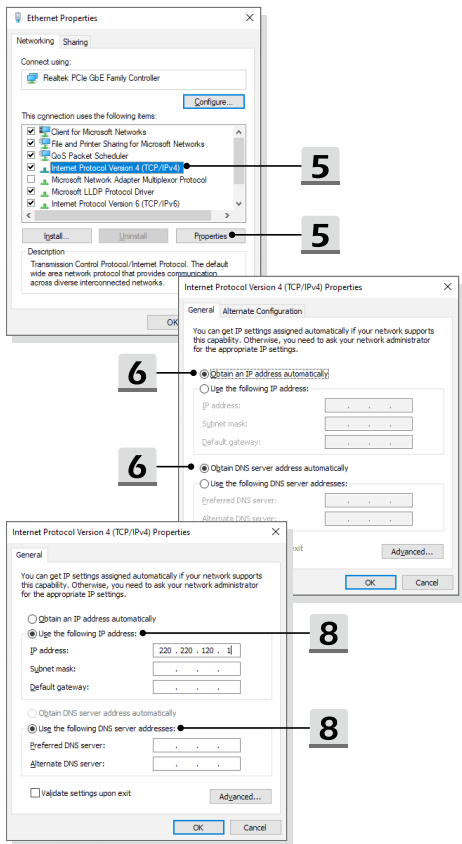 Ethernet Properties
Networking
Sharing
Connect using:
Realtek PCIe GbE Family Controller
Configure...
This connection uses the following items:
Client for Microsoft Networks
File and Printer Sharing for Microsoft Networks
QoS Packet Scheduler
Internet Protocol Version 4 (TCP/IPv4)
Microsoft Network Adapter Multiplexor Protocol
Microsoft LLDP Protocol Driver
Internet Protocol Version 6 (TCP/IPv6)
5
Install...
Uninstall
Properties
5
Description
Transmission Control Protocol/Internet Protocol. The default
wide area network protocol that provides communication
across diverse interconnected networks.
OK
Internet Protocol Version 4 (TCP/IPv4) Properties
General
Alternate Configuration
You can get IP settings assigned automatically if your network supports
this capability. Otherwise, you need to ask your network administrator
for the appropriate IP settings.
6
Obtain an IP address automatically
Use the following IP address:
IP address:
Subnet mask:
Default gateway:
6
Obtain DNS server address automatically
Use the following DNS server addresses:
Preferred DNS server:
Alternate DNS server:
exit
Advanced...
OK
Cancel
Internet Protocol Version 4 (TCP/IPv4) Properties
General
You can get IP settings assigned automatically if your network supports
this capability. Otherwise, you need to ask your network administrator
for the appropriate IP settings.
Obtain an IP address automatically
Use the following IP address:
8
IP address:
220 . 220 . 120 . 1
Subnet mask:
Default gateway:
Obtain DNS server address automatically
Use the following DNS server addresses:
8
Preferred DNS server:
Alternate DNS server:
Validate settings upon exit
Advanced...
OK
Cancel